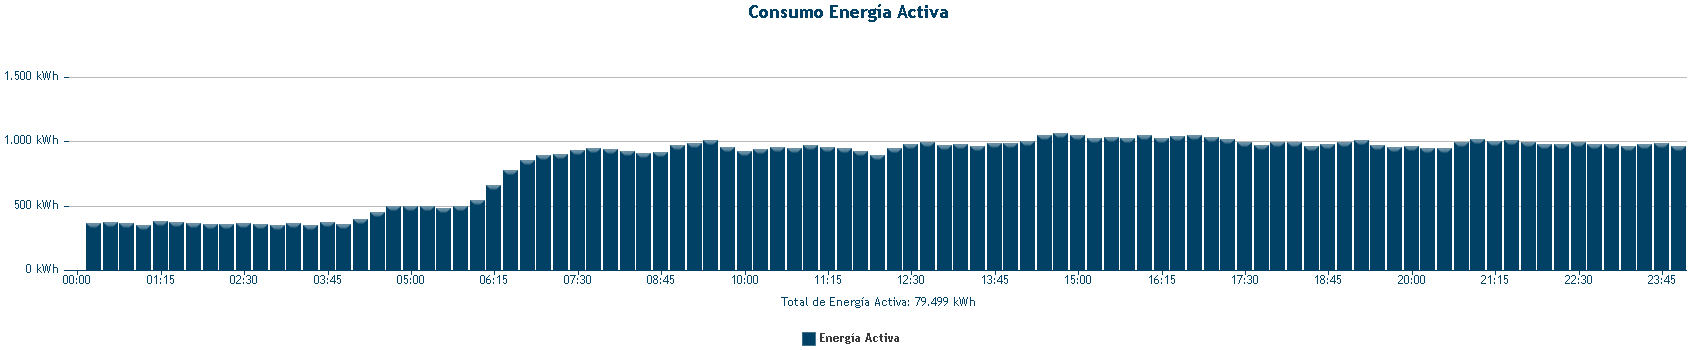 Consumo Energía Activa
1.500 kWh
1.000 kWh
500 kWh
0 kWh
00:00 01:15 02:30 03:45 05:00 06:15 07:30 08:45 10:00 11:15 12:30 13:45 15:00 16:15 17:30 18:45 20:00 21:15 22:30 23:45
Total de Energía Activa: 79.499 kWh
Energía Activa